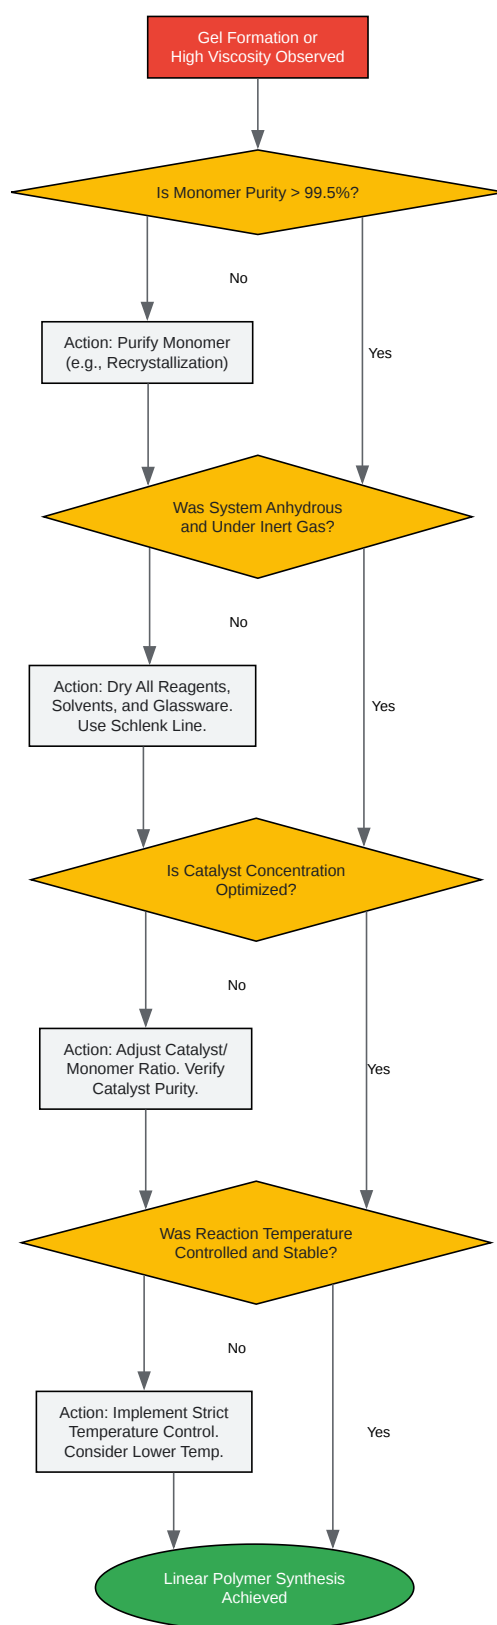 Gel Formation or
High Viscosity Observed
Is Monomer Purity > 99.5%?
No
Action: Purify Monomer
(e.g., Recrystallization)
Yes
Was System Anhydrous
and Under Inert Gas?
No
Action: Dry All Reagents,
Solvents, and Glassware.
Use Schlenk Line.
Yes
Is Catalyst Concentration
Optimized?
No
Action: Adjust Catalyst/
Monomer Ratio. Verify
Catalyst Purity.
Yes
Was Reaction Temperature
Controlled and Stable?
No
Action: Implement Strict
Temperature Control.
Consider Lower Temp.
Yes
Linear Polymer Synthesis
Achieved